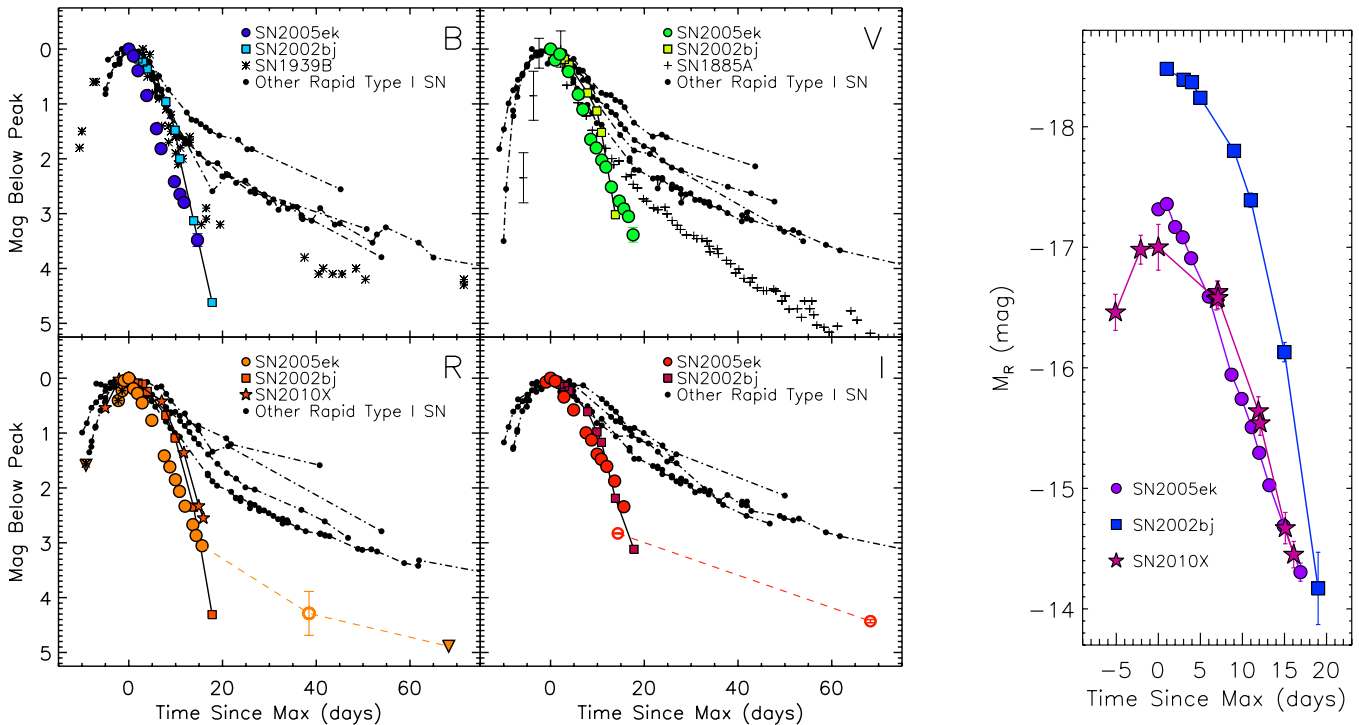 SN2005ek
SN2002bj
SN1939B
Other Rapid Type I SN
B
SN2005ek
SN2002bj
SN1885A
Other Rapid Type I SN
V
Mag Below Peak
0
1
2
3
4
5
SN2005ek
SN2002bj
SN2010X
Other Rapid Type I SN
R
SN2005ek
SN2002bj
Other Rapid Type I SN
I
Mag Below Peak
0
1
2
3
4
5
0 20 40 60
0 20 40 60
Time Since Max (days)
Time Since Max (days)
M_R (mag)
−18
−17
−16
−15
−14
SN2005ek
SN2002bj
SN2010X
−5 0 5 10 15 20
Time Since Max (days)